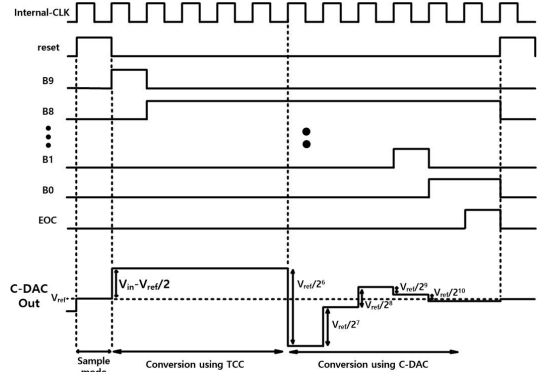 Internal-CLK
reset
B9
B8
B1
B0
EOC
C-DAC
Out
Vref
Vin-Vref/2
Vref/2^6
Vref/2^7
Vref/2^8
Vref/2^9
Vref/2^10
Sample
mode
Conversion using TCC
Conversion using C-DAC